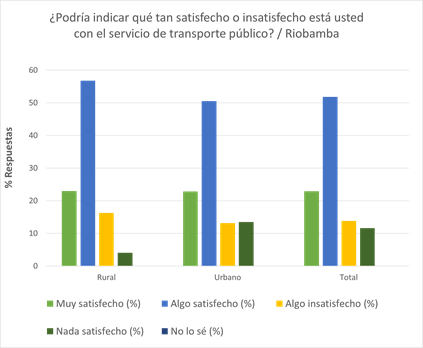 ¿Podría indicar qué tan satisfecho o insatisfecho está usted
con el servicio de transporte público? / Riobamba
60
50
40
30
20
10
0
% Respuestas
Rural Urbano Total
Muy satisfecho (%) Algo satisfecho (%) Algo insatisfecho (%)
Nada satisfecho (%) No lo sé (%)